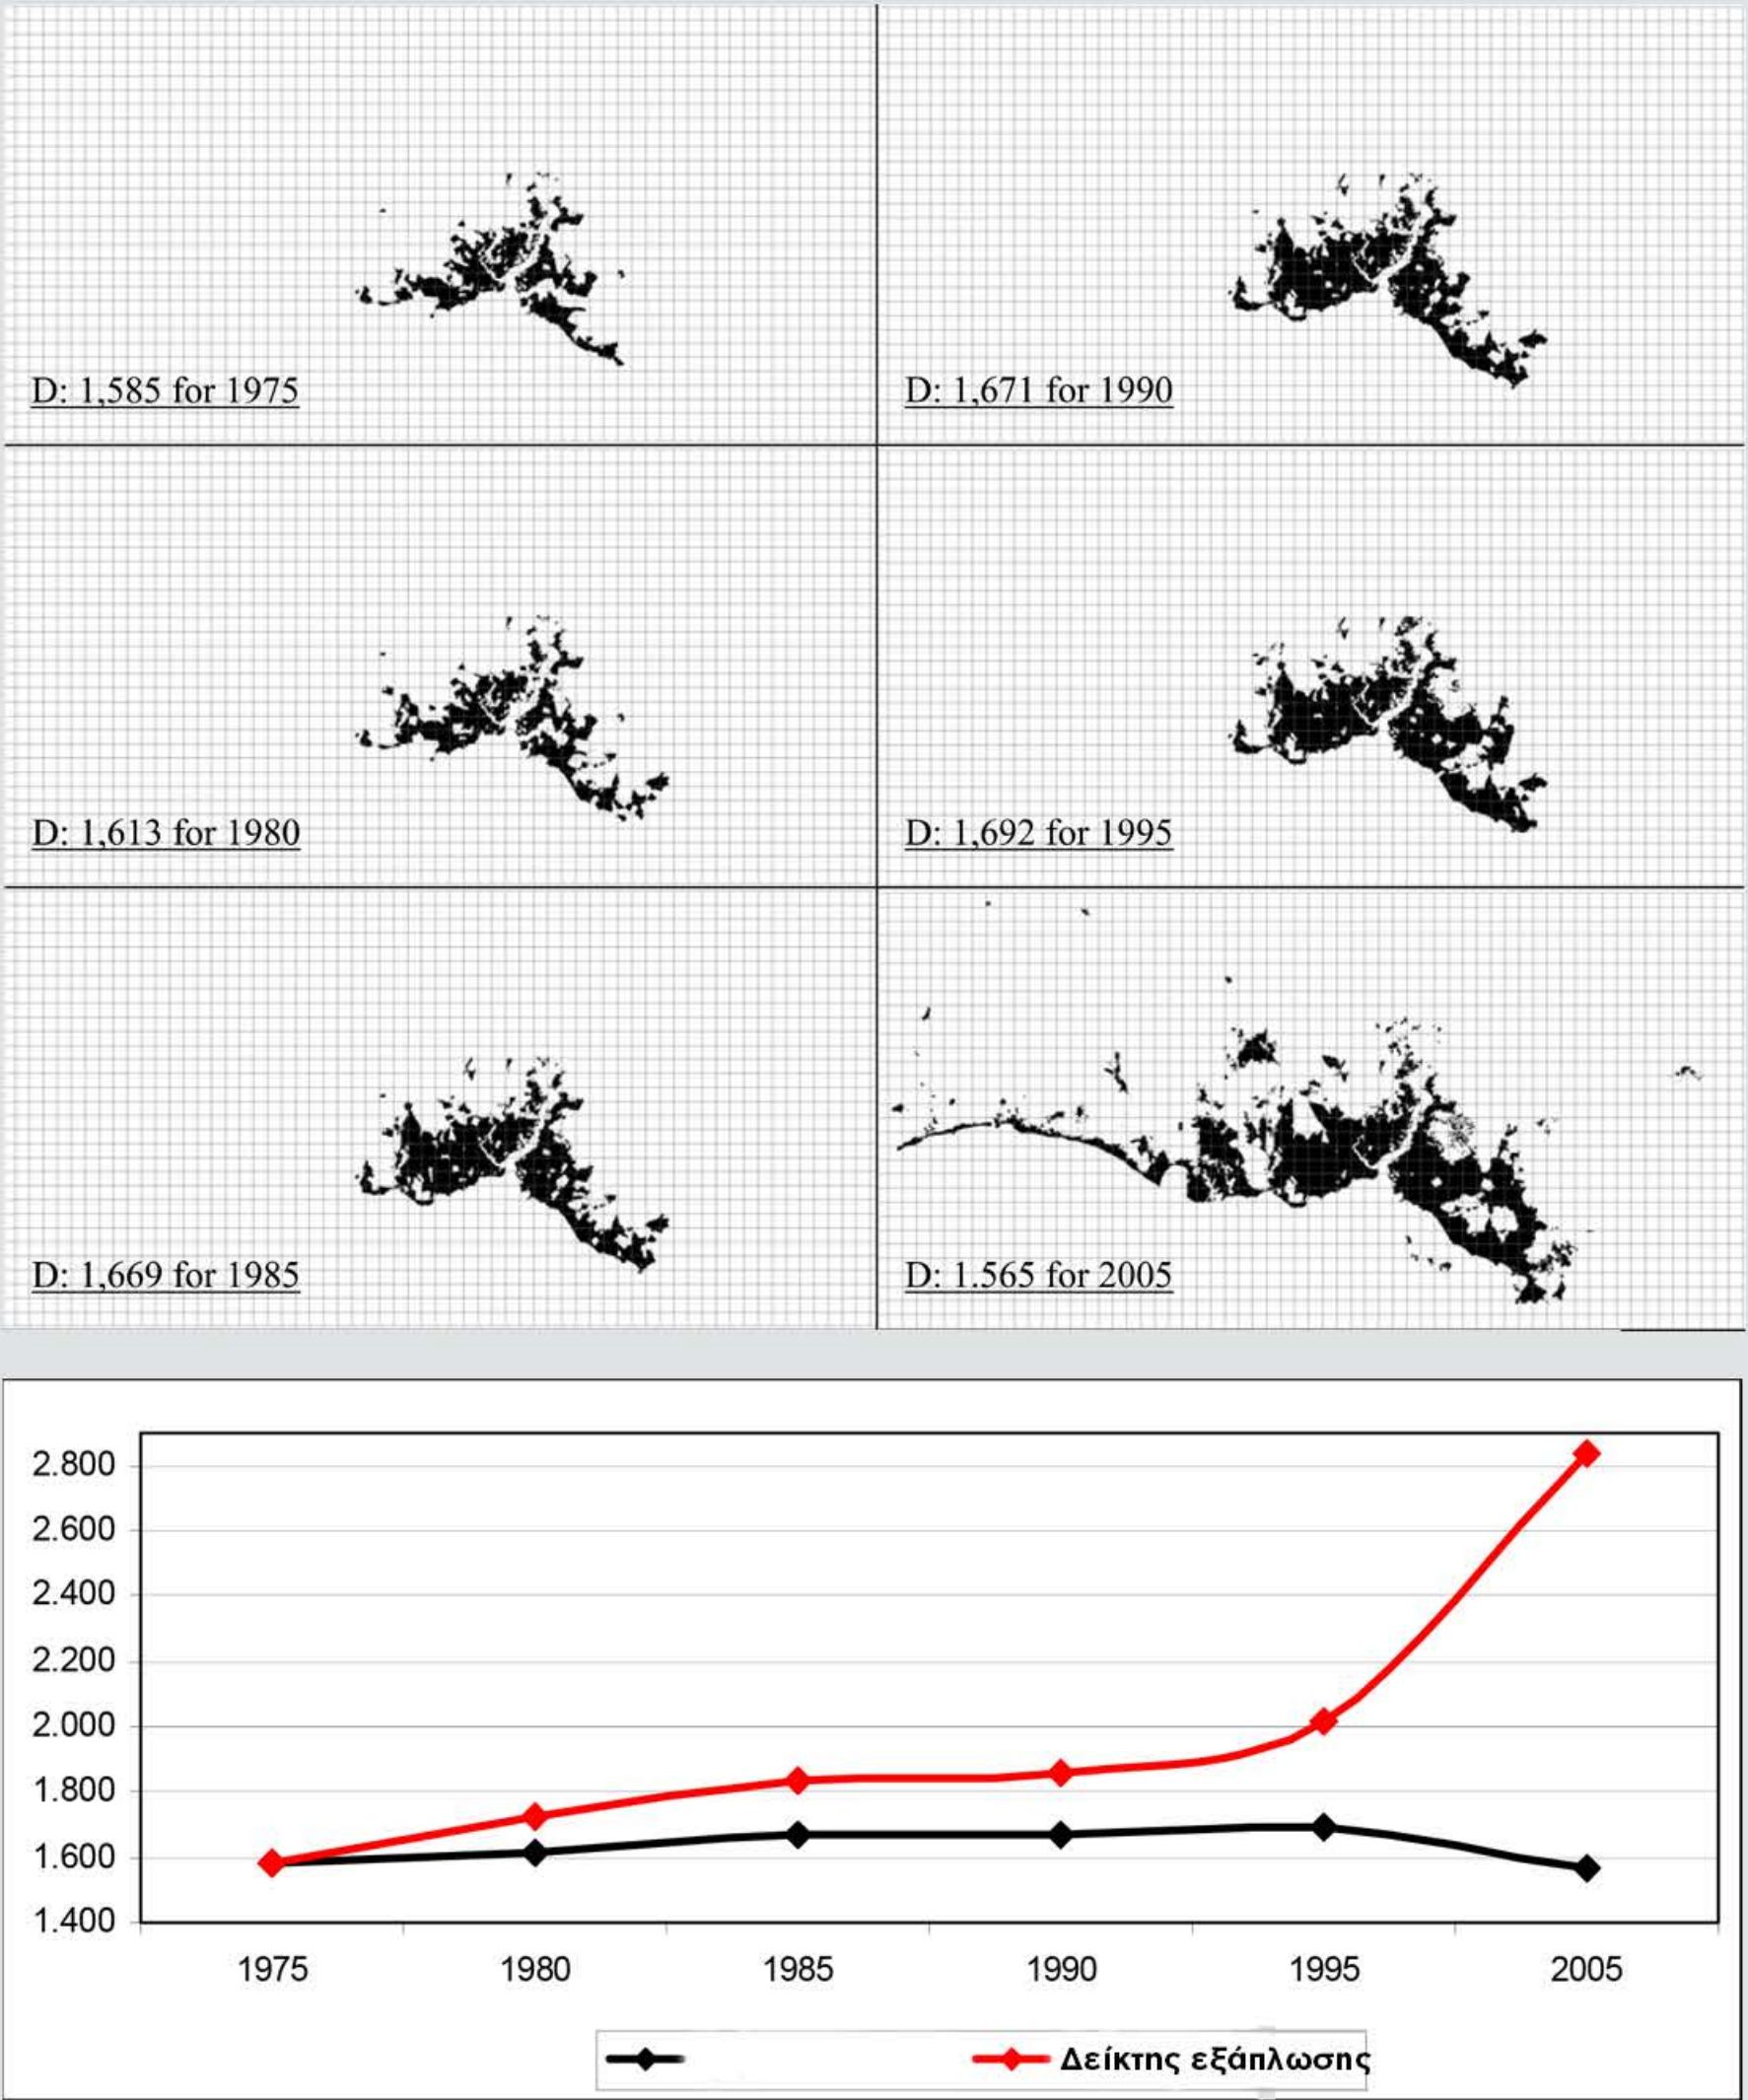 D: 1,585 for 1975
D: 1,671 for 1990
D: 1,613 for 1980
D: 1,692 for 1995
D: 1,669 for 1985
D: 1.565 for 2005
2.800
2.600
2.400
2.200
2.000
1.800
1.600
1.400
1975 1980 1985 1990 1995 2005
Δείκτης εξάπλωσης